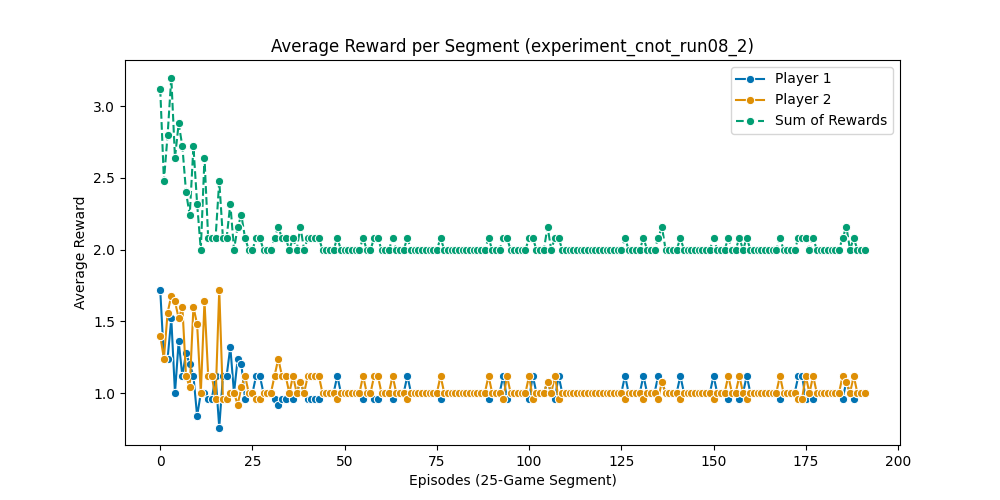 Average Reward per Segment (experiment_cnot_run08_2)
Player 1
Player 2
Sum of Rewards
Average Reward
3.0
2.5
2.0
1.5
1.0
0 25 50 75 100 125 150 175 200
Episodes (25-Game Segment)